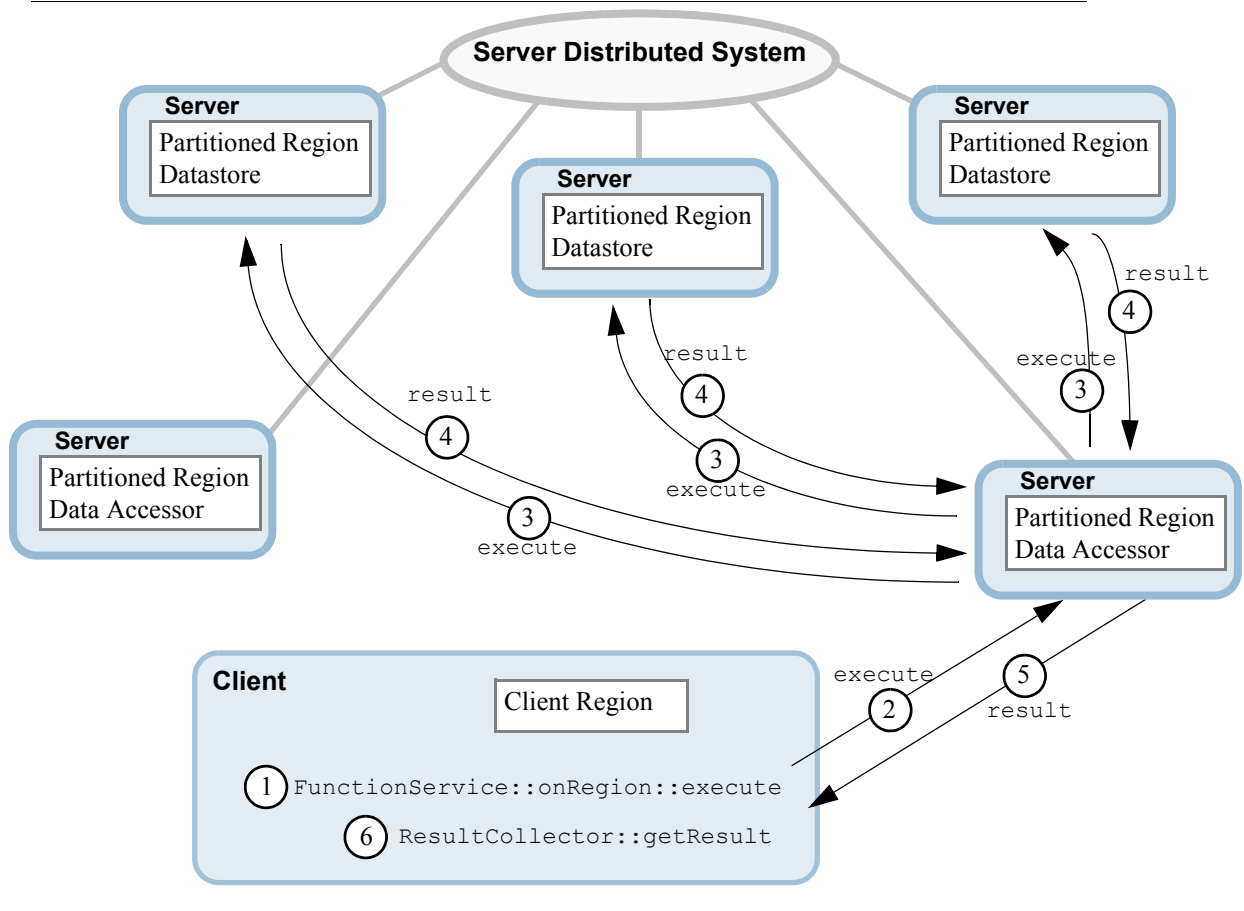 Server Distributed System
Server
Partitioned Region
Datastore
Server
Partitioned Region
Datastore
Server
Partitioned Region
Datastore
result
4
execute
3
result
4
3
execute
result
4
3
execute
Server
Partitioned Region
Data Accessor
Server
Partitioned Region
Data Accessor
execute
2
5
result
Client
Client Region
1 FunctionService::onRegion::execute
6 ResultCollector::getResult